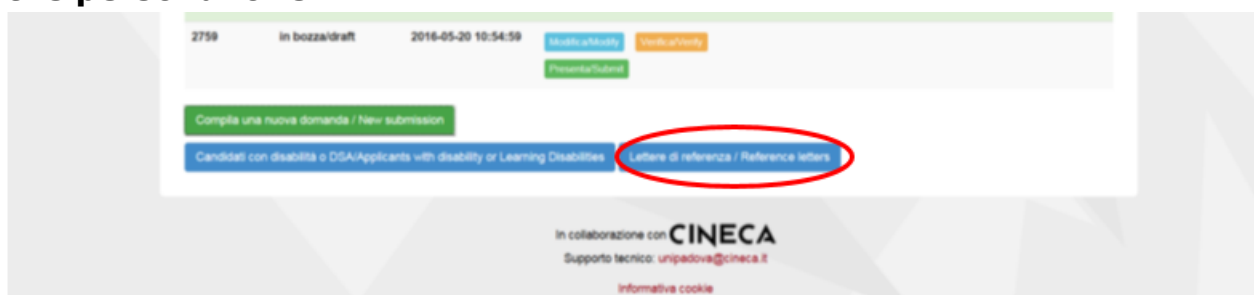 2759 in bozza/draft 2016-05-20 10:54:59 Modifica/Modify Verifica/Verify
Presenta/Submit
Compila una nuova domanda / New submission
Candidati con disabilità o DSA/Applicants with disability or Learning Disabilities Lettere di referenza / Reference letters
In collaborazione con CINECA
Supporto tecnico: unipadova@cineca.it
Informativa cookie